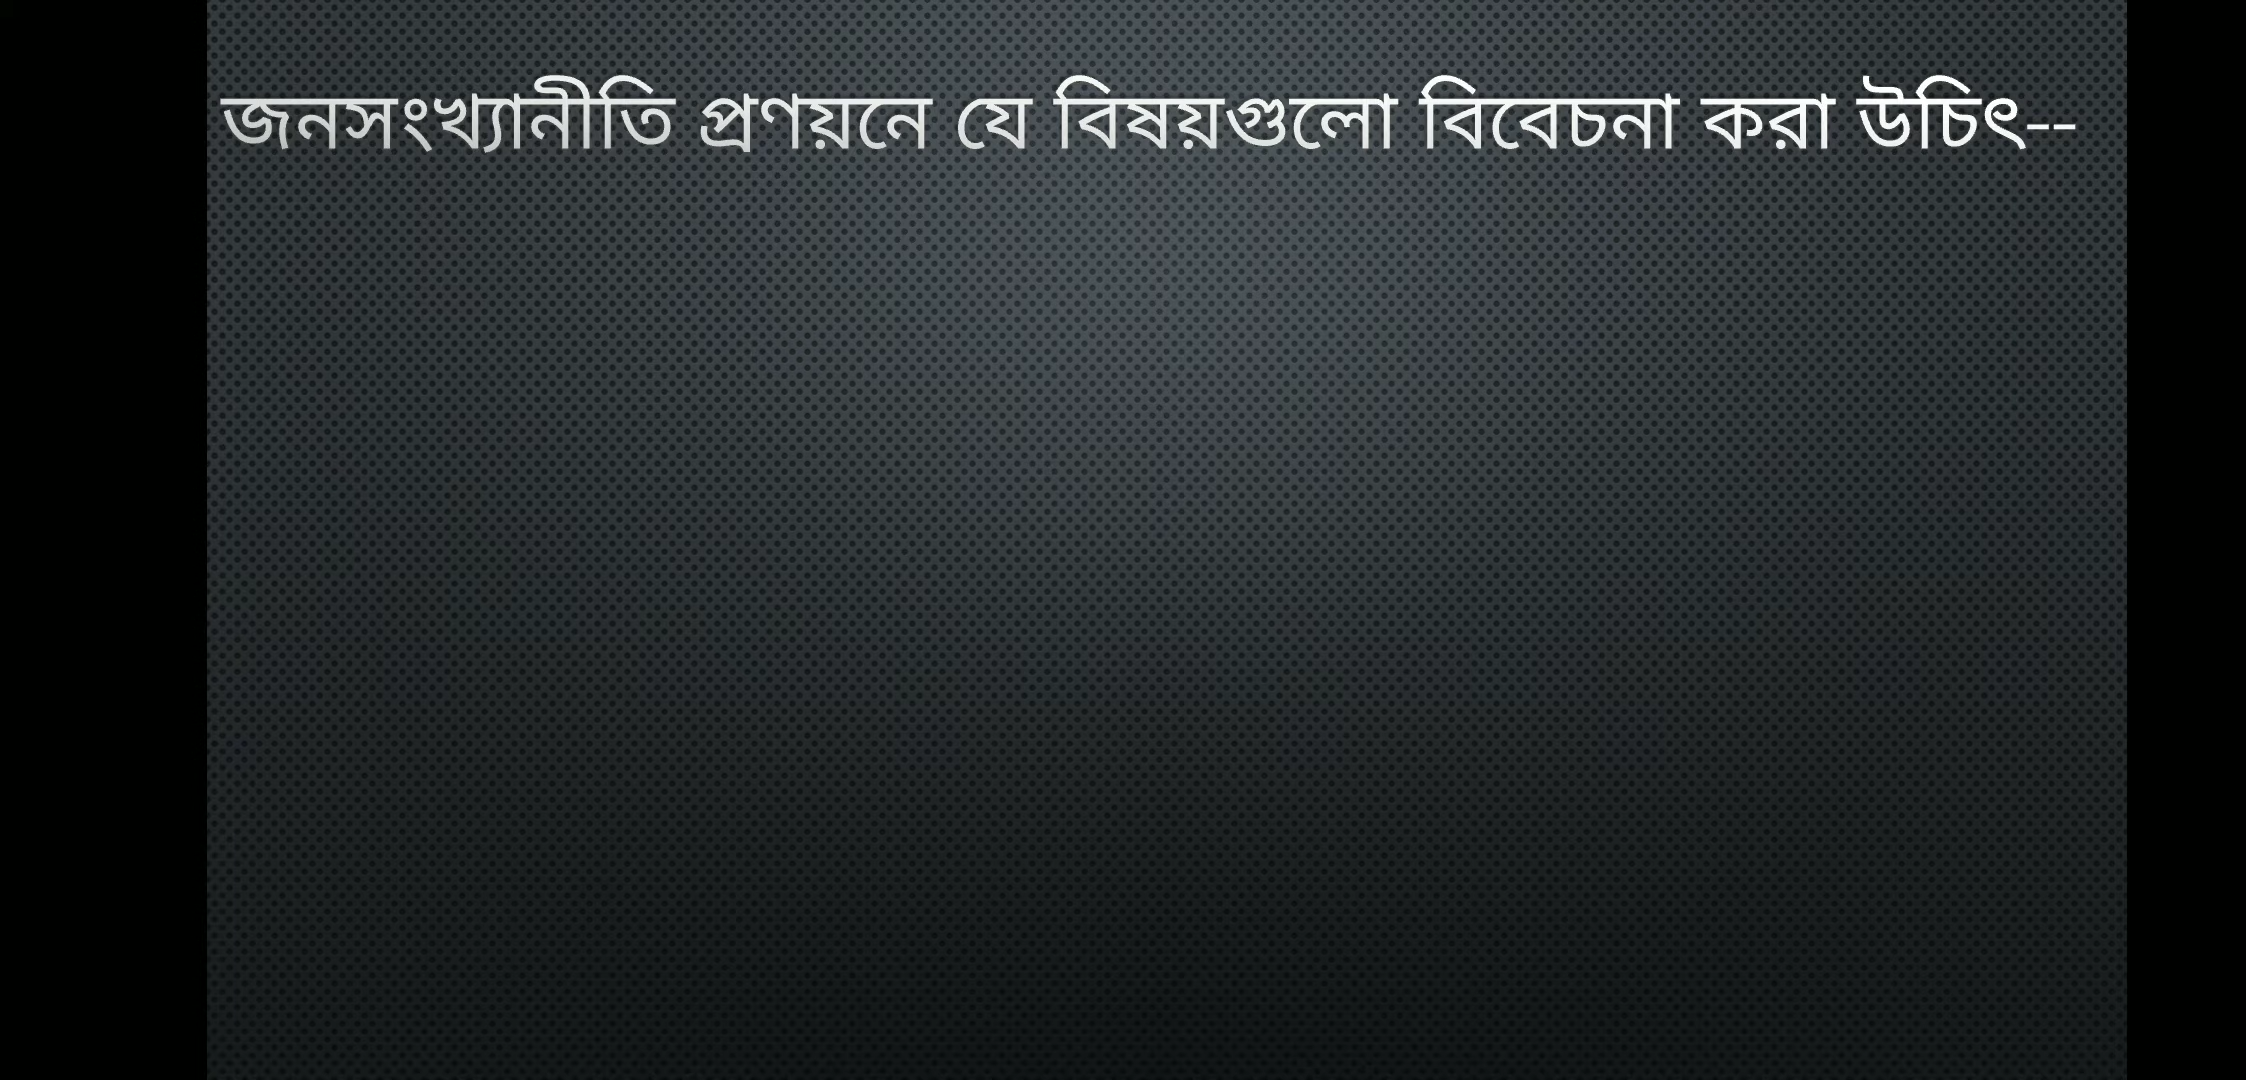 জনসংখ্যানীতি প্রণয়নে যে বিষয়গুলো বিবেচনা করা উচিৎ--